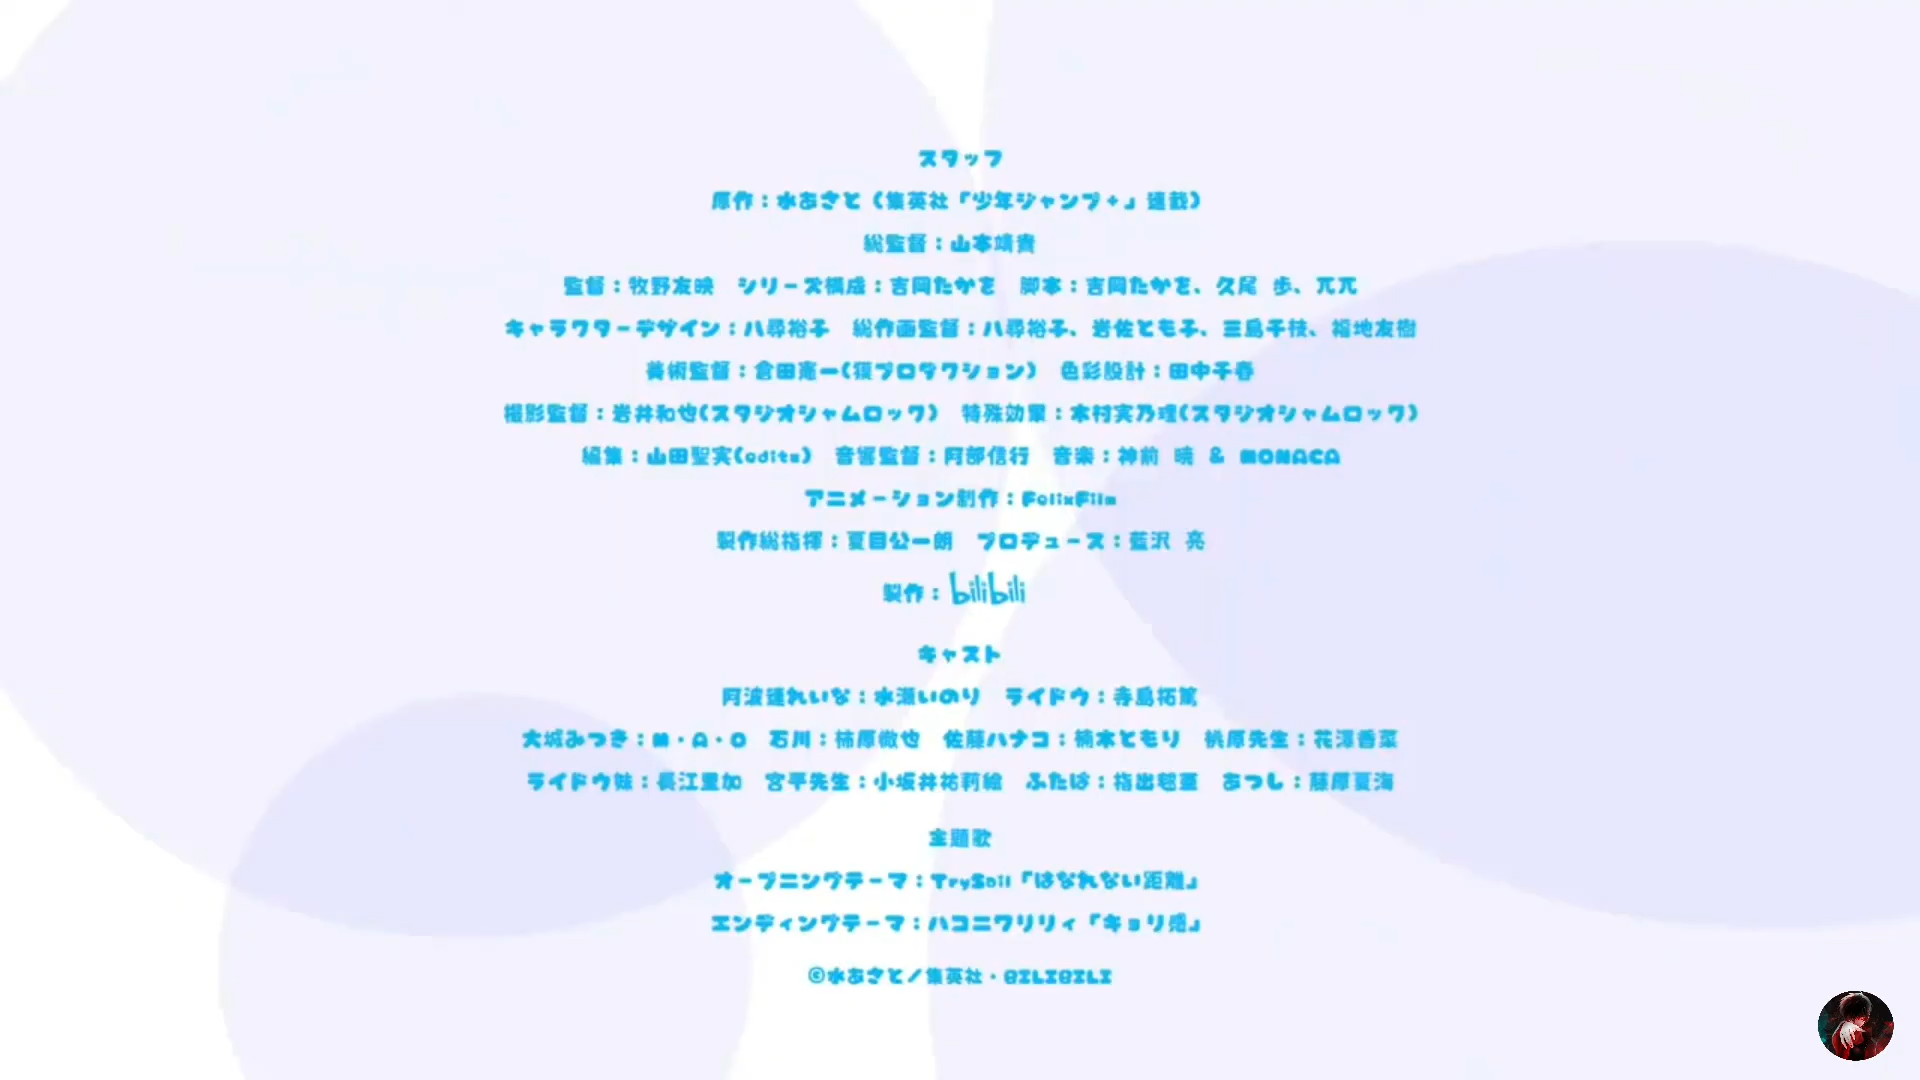 スタッフ
原作：水あさと（集英社「少年ジャンプ＋」連載）
総監督：山本靖貴
監督：牧野友映　シリーズ構成：吉岡たかを　脚本：吉岡たかを、久尾 歩、兀兀
キャラクターデザイン：八尋裕子　総作画監督：八尋裕子、岩佐とも子、三島千枝、福地友樹
美術監督：倉田憲一(獏プロダクション)　色彩設計：田中千春
撮影監督：岩井和也(スタジオシャムロック)　特殊効果：木村実乃理(スタジオシャムロック)
編集：山田聖実(editz)　音響監督：阿部信行　音楽：神前 暁 & MONACA
アニメーション制作：FelixFilm
製作総指揮：夏目公一朗　プロデュース：藍沢 亮
製作：bilibili
キャスト
阿波連れいな：水瀬いのり　ライドウ：寺島拓篤
大城みつき：M・A・O　石川：柿原徹也　佐藤ハナコ：楠木ともり　桃原先生：花澤香菜
ライドウ妹：長江里加　宮平先生：小坂井祐莉絵　ふたば：指出毬亜　あつし：藤原夏海
主題歌
オープニングテーマ：TrySail「はなれない距離」
エンディングテーマ：ハコニワリリィ「キョリ感」
©水あさと／集英社・BILIBILI